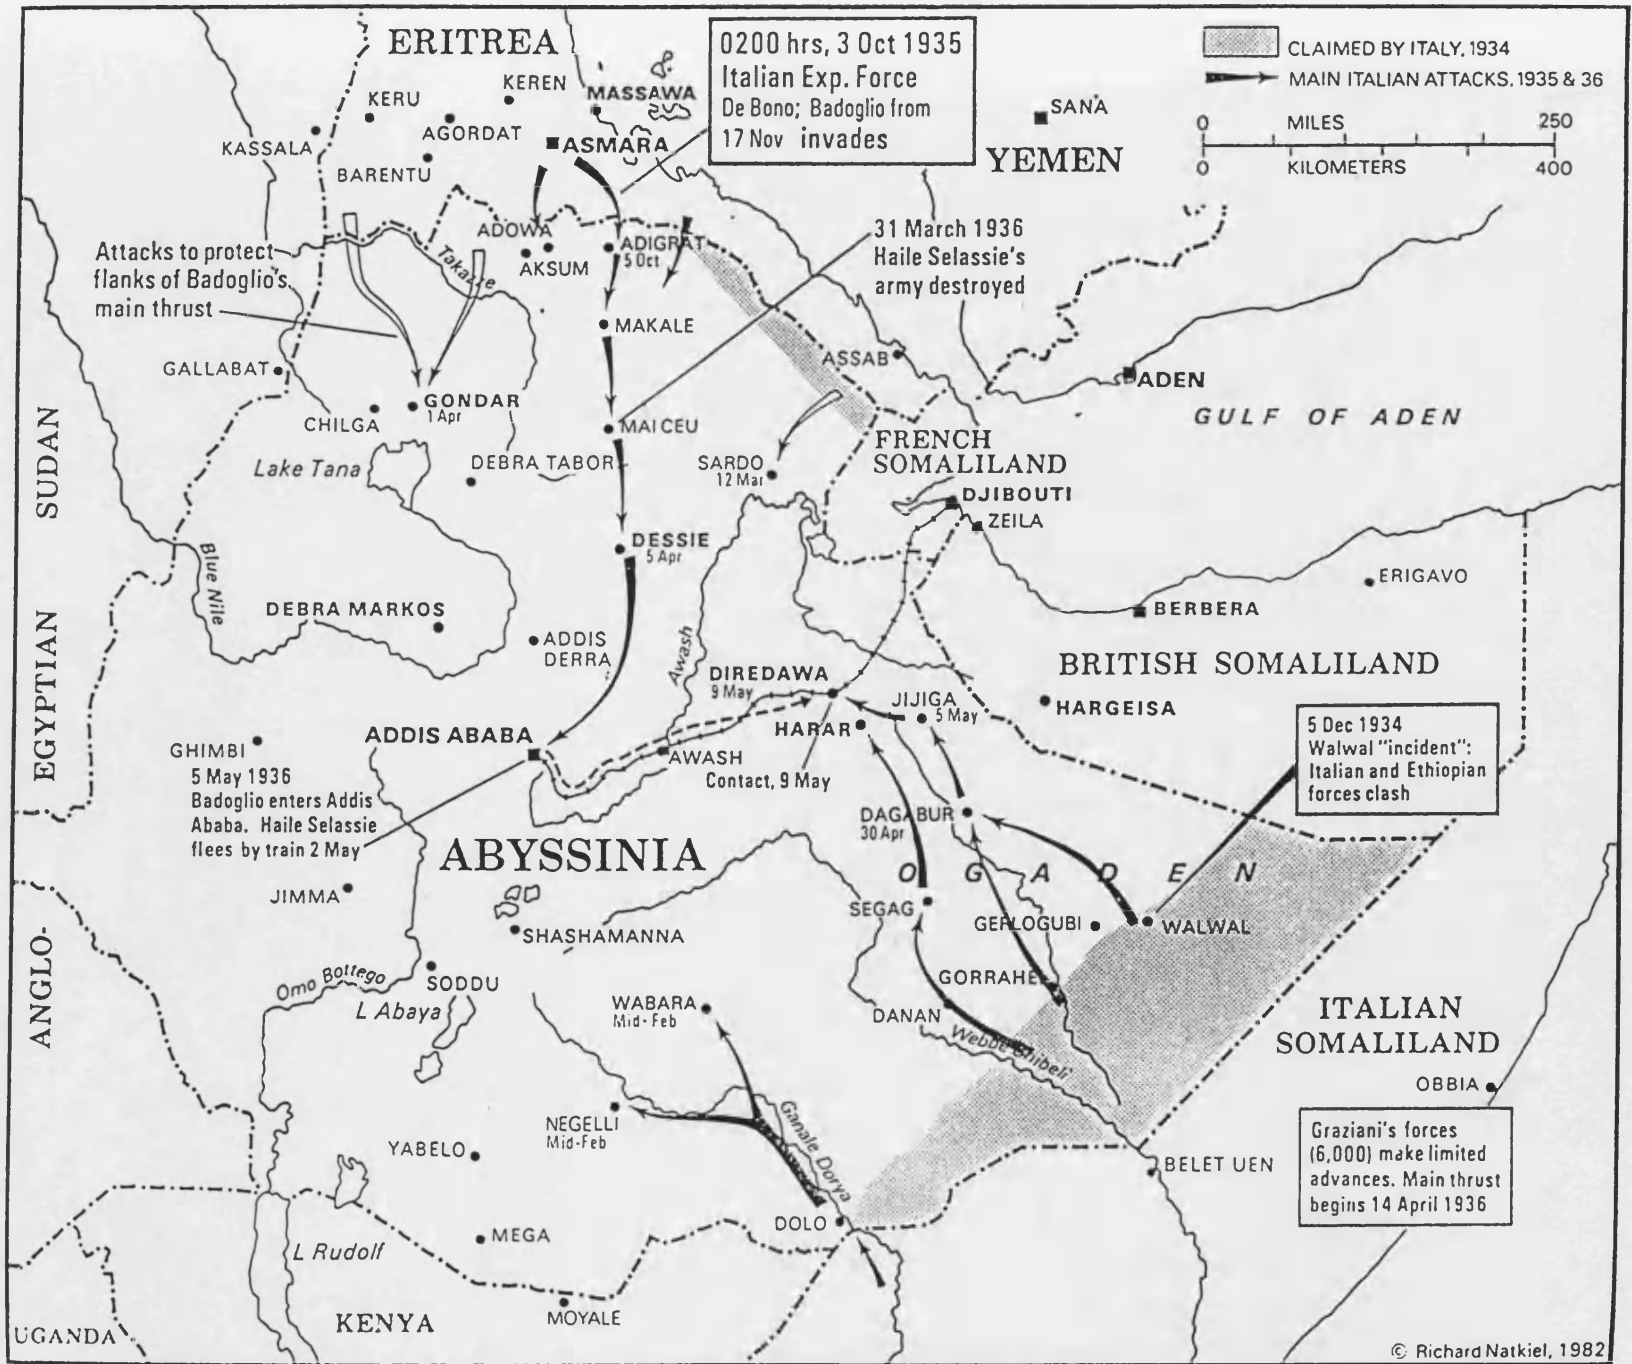 ERITREA
0200 hrs, 3 Oct 1935
Italian Exp. Force
De Bono; Badoglio from
17 Nov invades
CLAIMED BY ITALY, 1934
MAIN ITALIAN ATTACKS, 1935 & 36
0 MILES 250
KILOMETERS 400
SANA
YEMEN
KEREN
KERU
MASSAWA
AGORDAT
KASSALA
ASMARA
BARENTU
Attacks to protect
flanks of Badoglio's
main thrust
ADOWA
AKSUM
Takazze
ADIGRAT
5 Oct
31 March 1936
Haile Selassie's
army destroyed
MAKALE
GALLABAT
ASSAB
ADEN
GULF OF ADEN
GONDAR
1 Apr
CHILGA
MAI CEU
FRENCH
SOMALILAND
Lake Tana
DEBRA TABOR
SARDO
12 Mar
DJIBOUTI
ZEILA
SUDAN
DESSIE
5 Apr
Blue Nile
ERIGAVO
BERBERA
DEBRA MARKOS
ADDIS
DERRA
Awash
BRITISH SOMALILAND
EGYPTIAN
DIREDAWA
9 May
JIJIGA
5 May
HARGEISA
HARAR
ADDIS ABABA
GHIMBI
AWASH
Contact, 9 May
5 May 1936
Badoglio enters Addis
Ababa. Haile Selassie
flees by train 2 May
5 Dec 1934
Walwal "incident":
Italian and Ethiopian
forces clash
DAGABUR
30 Apr
ABYSSINIA
OGADEN
JIMMA
SEGAG
GERLOGUBI
WALWAL
SHASHAMANNA
ANGLO-
Omo Bottego
SODDU
L Abaya
WABARA
Mid-Feb
GORRAHE
DANAN
Webbe Shibeli
ITALIAN
SOMALILAND
OBBIA
NEGELLI
Mid-Feb
Ganale Dorya
YABELO
BELET UEN
Graziani's forces
(6,000) make limited
advances. Main thrust
begins 14 April 1936
DOLO
MEGA
L Rudolf
MOYALE
KENYA
UGANDA
© Richard Natkiel, 1982